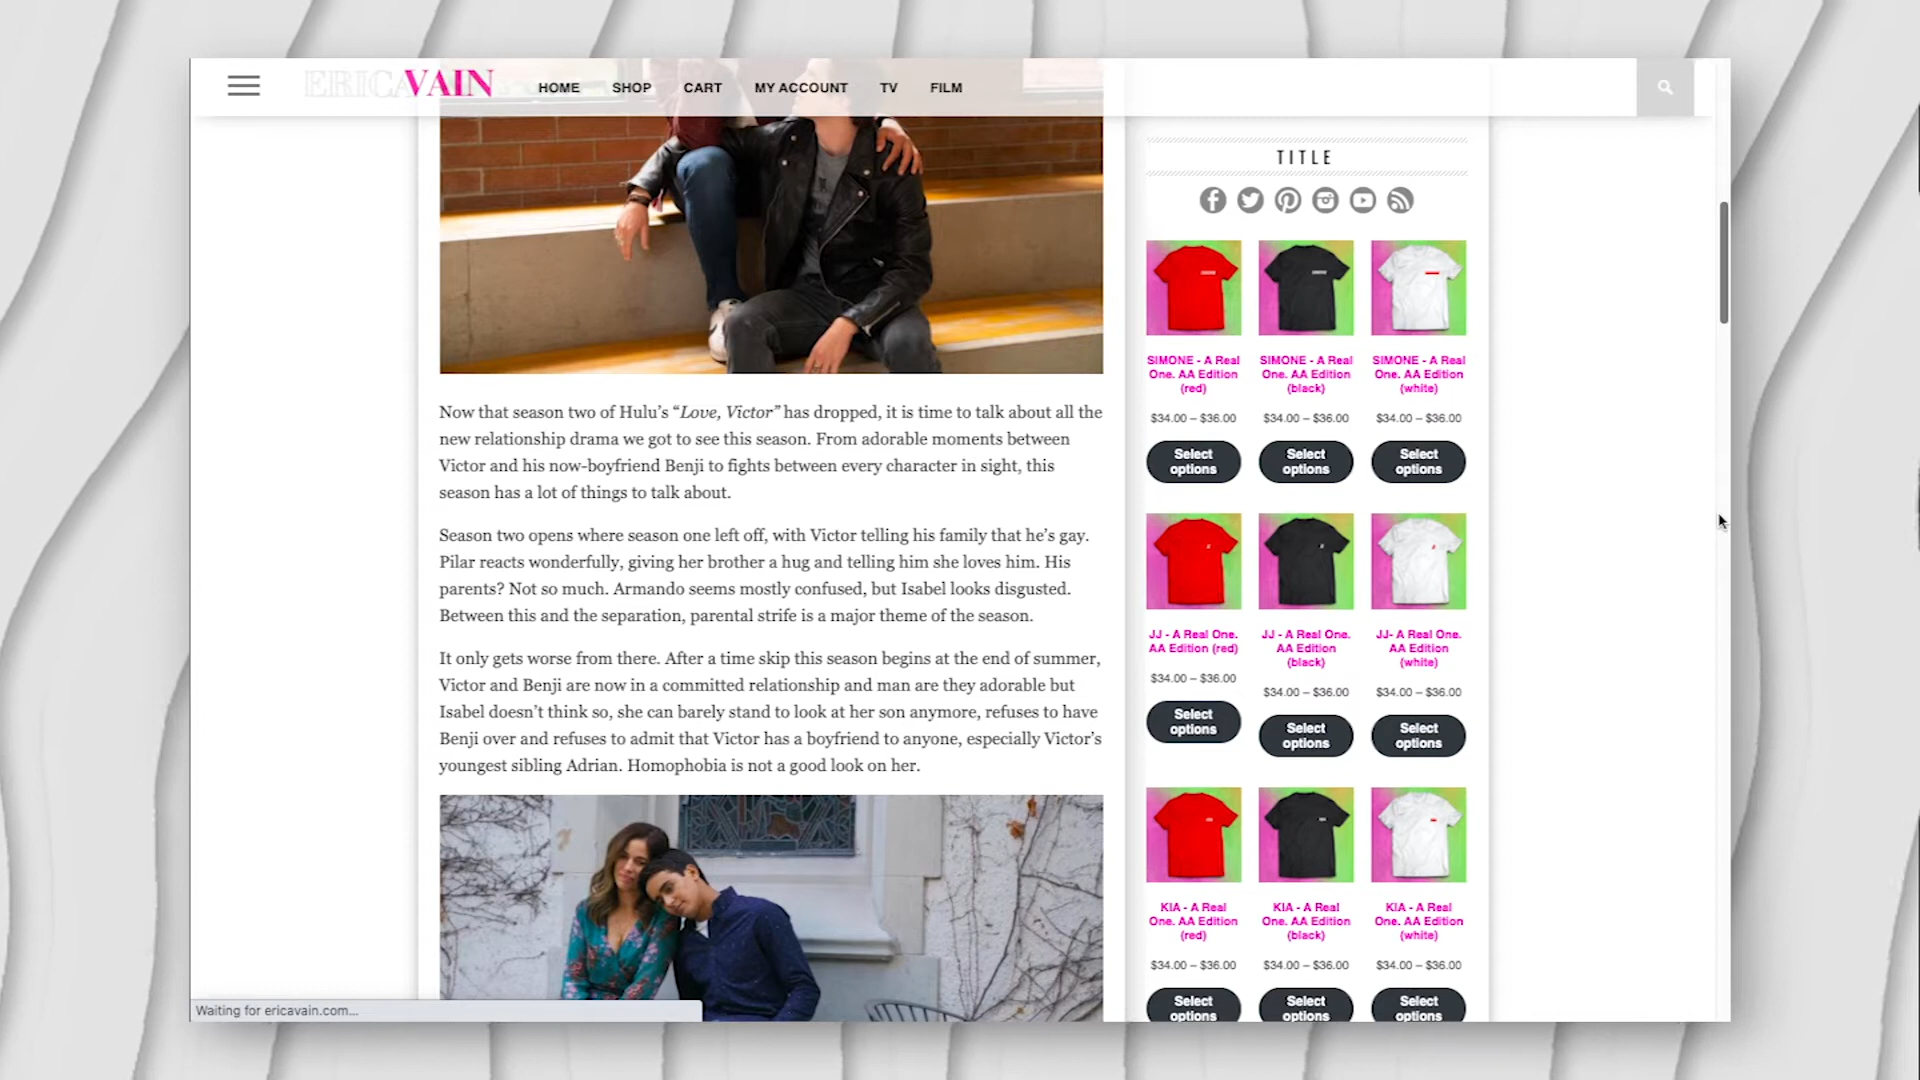 ERICAVAIN
HOME SHOP CART MY ACCOUNT TV FILM
Now that season two of Hulu's “Love, Victor” has dropped, it is time to talk about all the
new relationship drama we got to see this season. From adorable moments between
Victor and his now-boyfriend Benji to fights between every character in sight, this
season has a lot of things to talk about.
Season two opens where season one left off, with Victor telling his family that he's gay.
Pilar reacts wonderfully, giving her brother a hug and telling him she loves him. His
parents? Not so much. Armando seems mostly confused, but Isabel looks disgusted.
Between this and the separation, parental strife is a major theme of the season.
It only gets worse from there. After a time skip this season begins at the end of summer,
Victor and Benji are now in a committed relationship and man are they adorable but
Isabel doesn't think so, she can barely stand to look at her son anymore, refuses to have
Benji over and refuses to admit that Victor has a boyfriend to anyone, especially Victor's
youngest sibling Adrian. Homophobia is not a good look on her.
TITLE
SIMONE - A Real
One. AA Edition
(red)
$34.00 – $36.00
Select
options
SIMONE - A Real
One. AA Edition
(black)
$34.00 – $36.00
Select
options
SIMONE - A Real
One. AA Edition
(white)
$34.00 – $36.00
Select
options
JJ - A Real One.
AA Edition (red)
$34.00 – $36.00
Select
options
JJ - A Real One.
AA Edition
(black)
$34.00 – $36.00
Select
options
JJ- A Real One.
AA Edition
(white)
$34.00 – $36.00
Select
options
KIA - A Real
One. AA Edition
(red)
$34.00 – $36.00
Select
options
KIA - A Real
One. AA Edition
(black)
$34.00 – $36.00
Select
options
KIA - A Real
One. AA Edition
(white)
$34.00 – $36.00
Select
options
Waiting for ericavain.com...